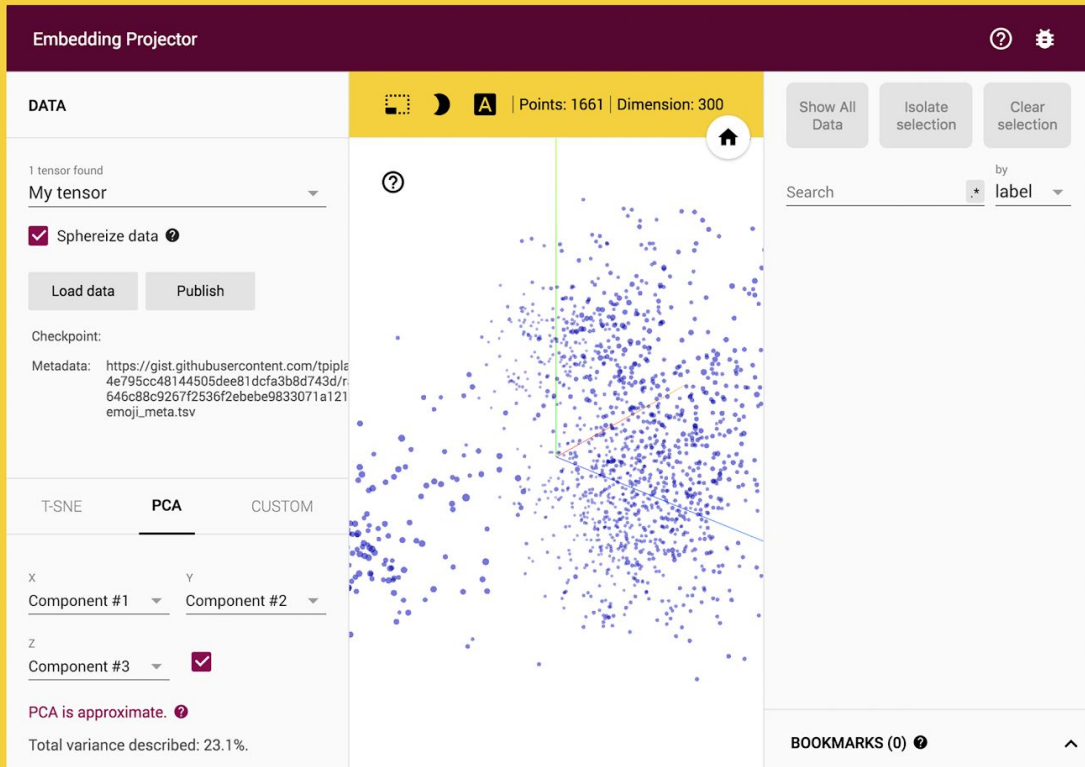 Embedding Projector
DATA
A | Points: 1661 | Dimension: 300
1 tensor found
My tensor
Sphereize data
Load data Publish
Checkpoint:
Metadata: https://gist.githubusercontent.com/tpipla
4e795cc48144505dee81dcfa3b8d743d/r
646c88c9267f2536f2ebebe9833071a121
emoji_meta.tsv
T-SNE PCA CUSTOM
X Y
Component #1 Component #2
Z
Component #3
PCA is approximate.
Total variance described: 23.1%.
Show All Data
Isolate selection
Clear selection
Search .*
by
label
BOOKMARKS (0)